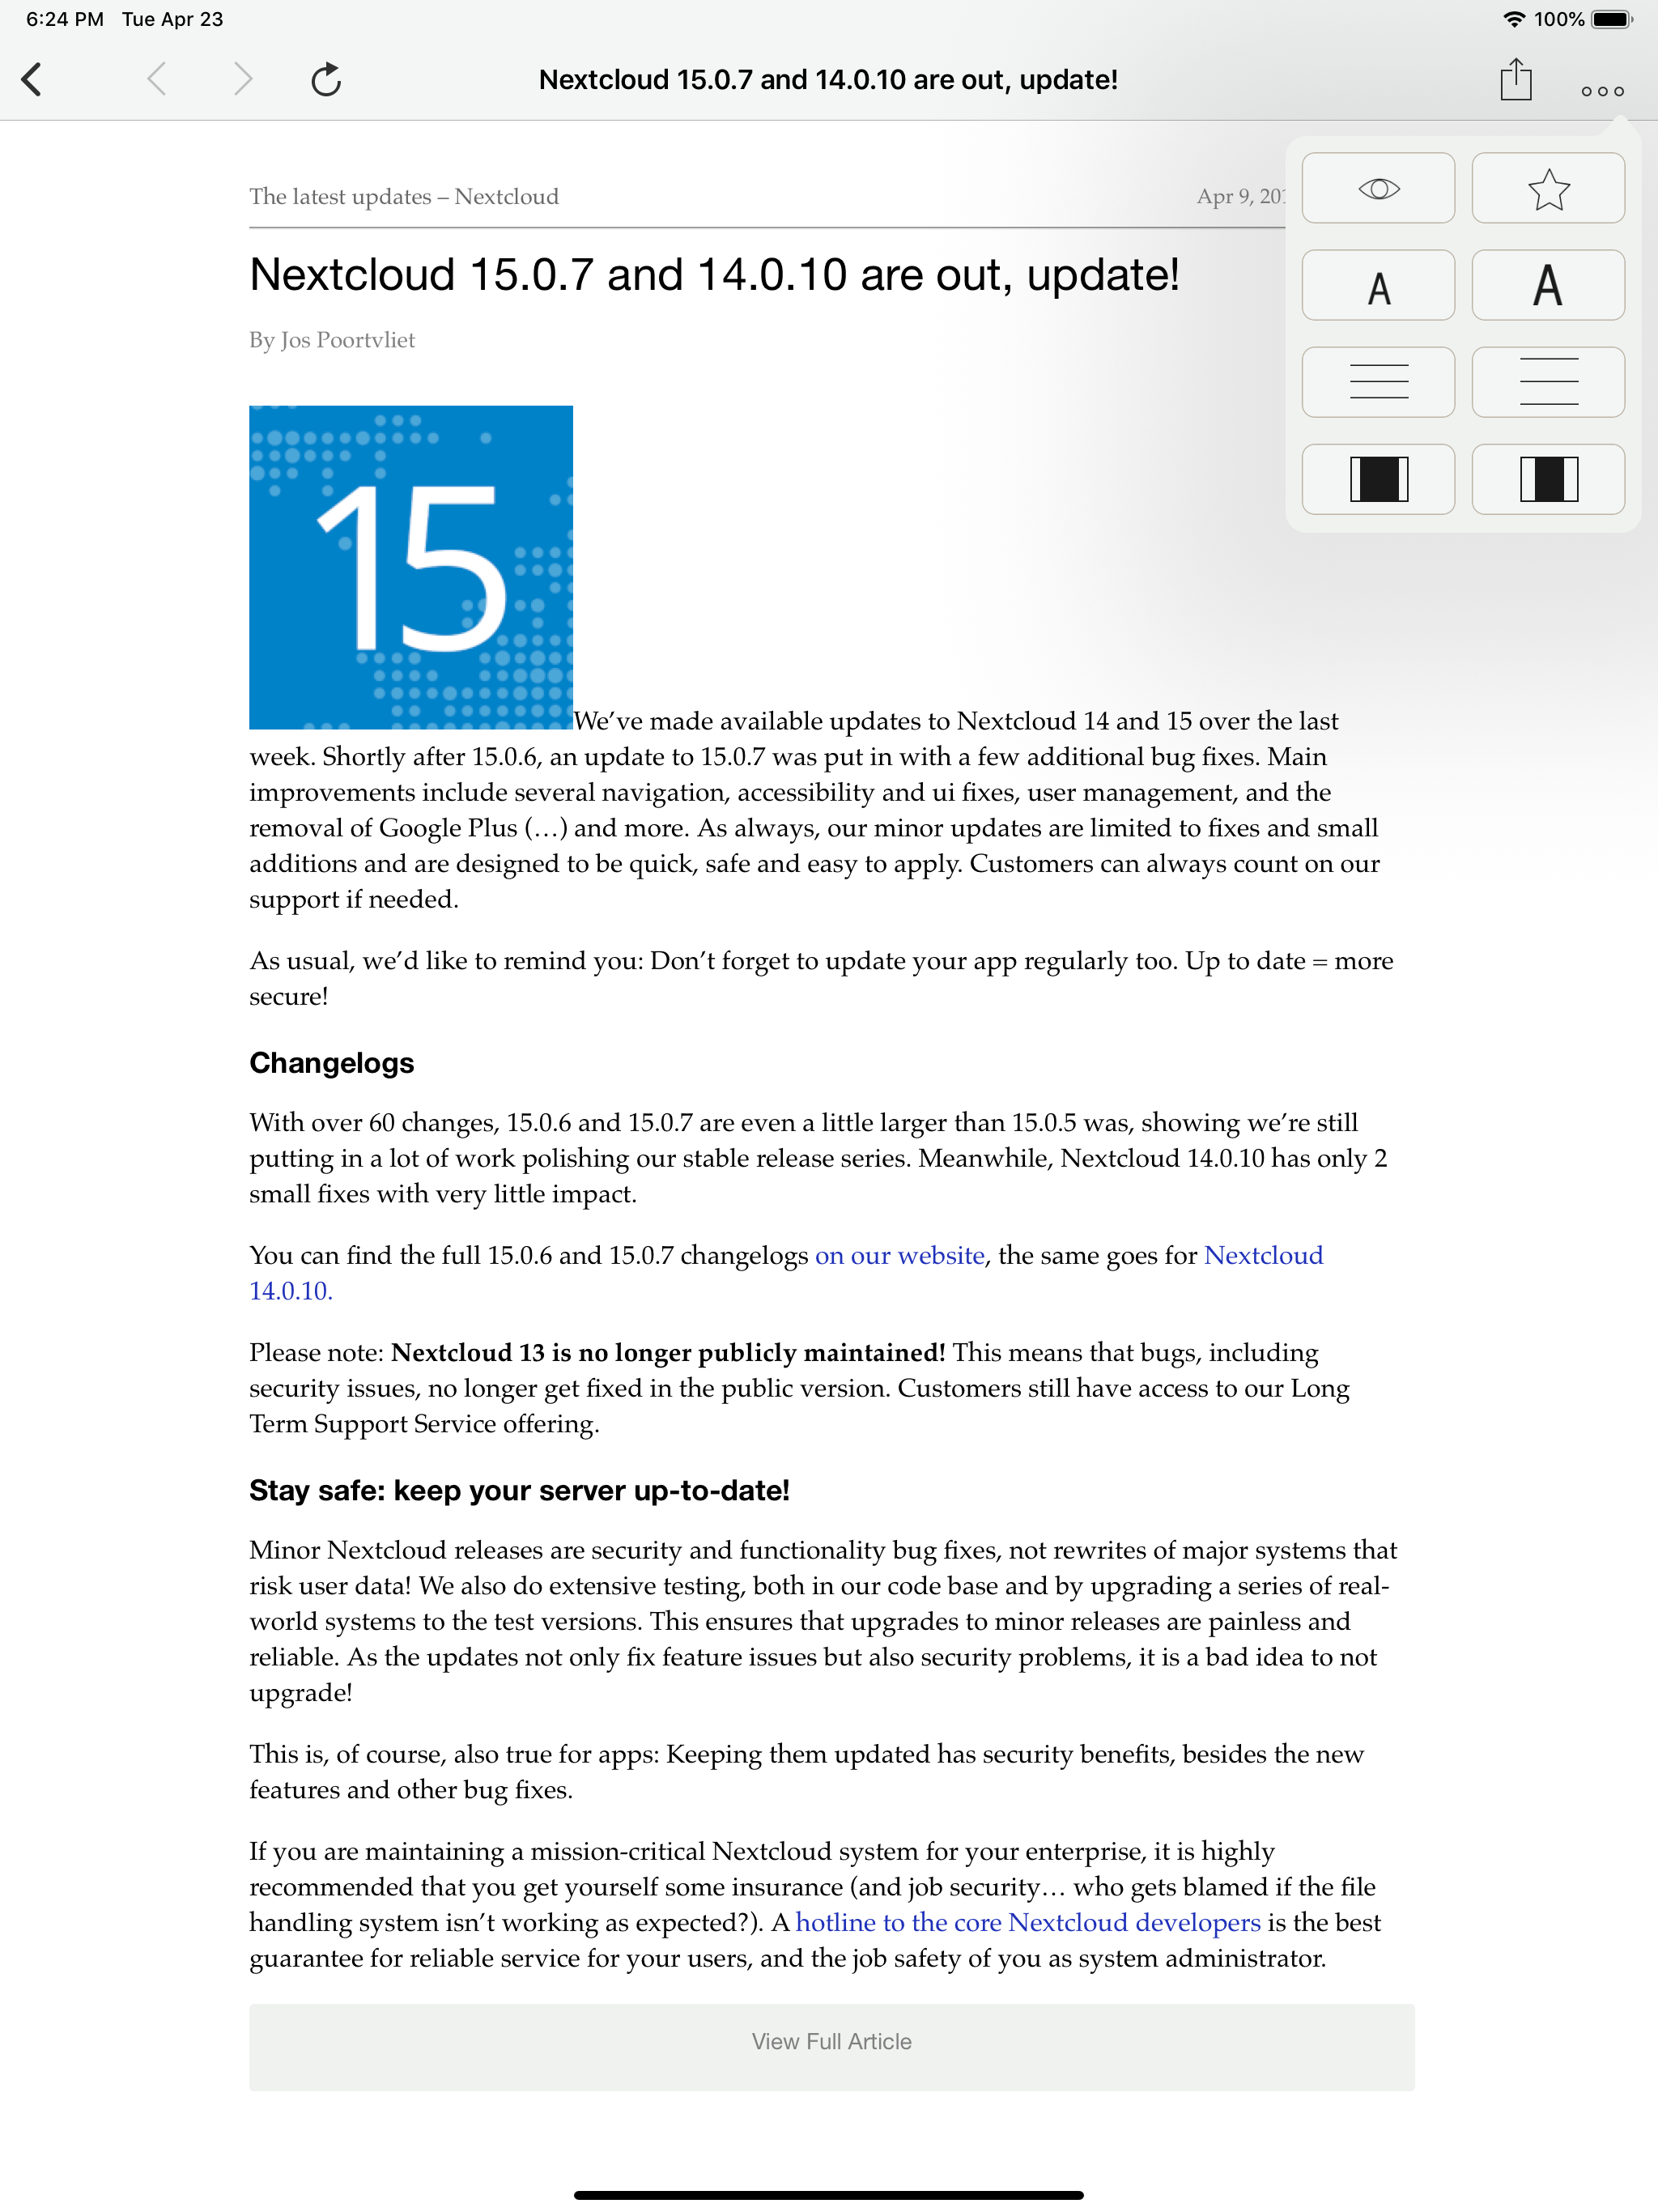 6:24 PM Tue Apr 23
100%
Nextcloud 15.0.7 and 14.0.10 are out, update!
The latest updates – Nextcloud
Apr 9, 20
Nextcloud 15.0.7 and 14.0.10 are out, update!
By Jos Poortvliet
A
A
15
We’ve made available updates to Nextcloud 14 and 15 over the last
week. Shortly after 15.0.6, an update to 15.0.7 was put in with a few additional bug fixes. Main
improvements include several navigation, accessibility and ui fixes, user management, and the
removal of Google Plus (…) and more. As always, our minor updates are limited to fixes and small
additions and are designed to be quick, safe and easy to apply. Customers can always count on our
support if needed.
As usual, we’d like to remind you: Don’t forget to update your app regularly too. Up to date = more
secure!
Changelogs
With over 60 changes, 15.0.6 and 15.0.7 are even a little larger than 15.0.5 was, showing we’re still
putting in a lot of work polishing our stable release series. Meanwhile, Nextcloud 14.0.10 has only 2
small fixes with very little impact.
You can find the full 15.0.6 and 15.0.7 changelogs on our website, the same goes for Nextcloud
14.0.10.
Please note: Nextcloud 13 is no longer publicly maintained! This means that bugs, including
security issues, no longer get fixed in the public version. Customers still have access to our Long
Term Support Service offering.
Stay safe: keep your server up-to-date!
Minor Nextcloud releases are security and functionality bug fixes, not rewrites of major systems that
risk user data! We also do extensive testing, both in our code base and by upgrading a series of real-
world systems to the test versions. This ensures that upgrades to minor releases are painless and
reliable. As the updates not only fix feature issues but also security problems, it is a bad idea to not
upgrade!
This is, of course, also true for apps: Keeping them updated has security benefits, besides the new
features and other bug fixes.
If you are maintaining a mission-critical Nextcloud system for your enterprise, it is highly
recommended that you get yourself some insurance (and job security… who gets blamed if the file
handling system isn’t working as expected?). A hotline to the core Nextcloud developers is the best
guarantee for reliable service for your users, and the job safety of you as system administrator.
View Full Article